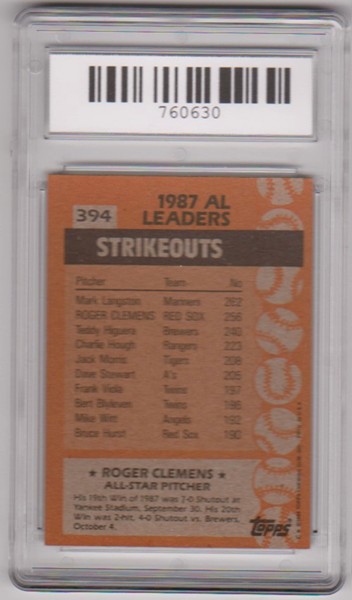 760630
394
1987 AL
LEADERS
STRIKEOUTS
Pitcher Team No
Mark Langston Mariners 262
ROGER CLEMENS RED SOX 256
Teddy Higuera Brewers 240
Charlie Hough Rangers 223
Jack Morris Tigers 208
Dave Stewart A's 205
Frank Viola Twins 197
Bert Blyleven Twins 196
Mike Witt Angels 192
Bruce Hurst Red Sox 190
★ ROGER CLEMENS ★
ALL-STAR PITCHER
His 19th Win of 1987 was 7-0 Shutout at
Yankee Stadium, September 30. His 20th
Win was 2-hit, 4-0 Shutout vs. Brewers,
October 4.
topps